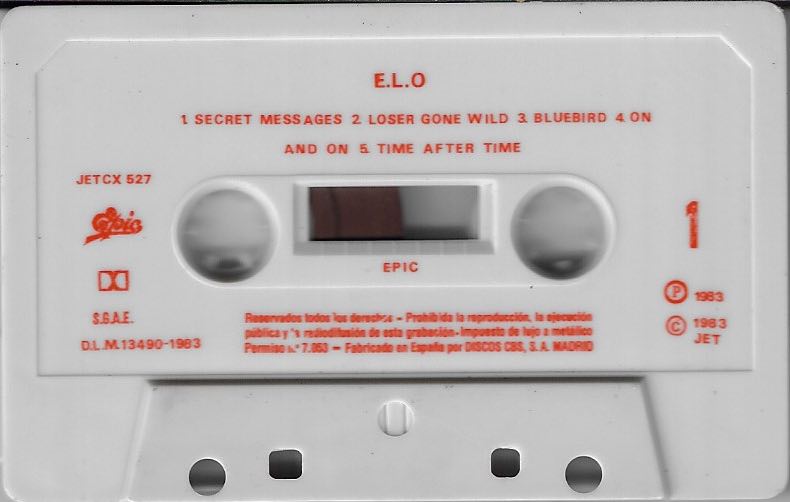 E.L.O
1. SECRET MESSAGES 2. LOSER GONE WILD 3. BLUEBIRD 4. ON
AND ON 5. TIME AFTER TIME
JETCX 527
Epic
1
EPIC
S.G.A.E.
D.L.M.13490-1983
Reservados todos los derechos - Prohibida la reproducción, la ejecución
pública y la radiodifusión de esta grabación - Impuesto de lujo a metálico
Permiso n.º 7.063 - Fabricado en España por DISCOS CBS, S. A. MADRID
Ⓟ 1983
© 1983
JET